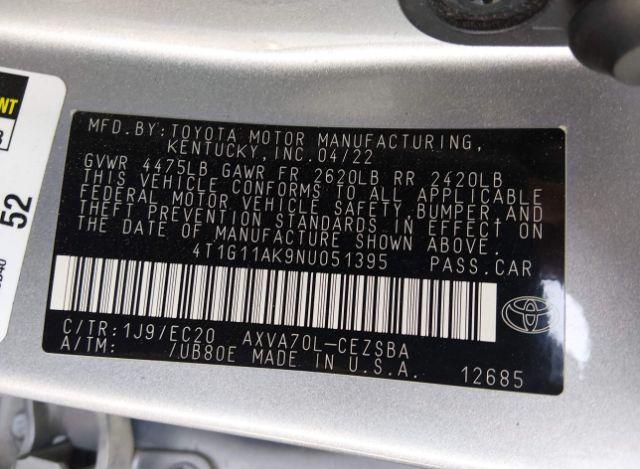 MFD.BY:TOYOTA MOTOR MANUFACTURING,
KENTUCKY,INC.04/22
GVWR 4475LB GAWR FR 2620LB RR 2420LB
THIS VEHICLE CONFORMS TO ALL APPLICABLE
FEDERAL MOTOR VEHICLE SAFETY,BUMPER,AND
THEFT PREVENTION STANDARDS IN EFFECT ON
THE DATE OF MANUFACTURE SHOWN ABOVE.
4T1G11AK9NU051395 PASS.CAR
C/TR:1J9/EC20 AXVA70L-CEZSBA
A/TM: /UB80E MADE IN U.S.A. 12685
52